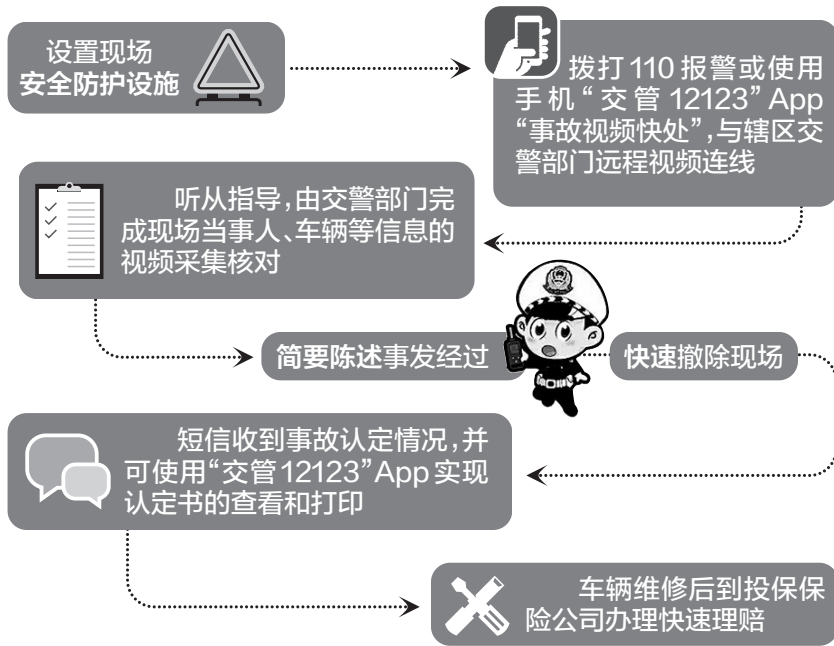 设置现场
安全防护设施
拨打110报警或使用
手机“交管12123”App
“事故视频快处”,与辖区交
警部门远程视频连线
听从指导,由交警部门完
成现场当事人、车辆等信息的
视频采集核对
简要陈述事发经过
快速撤除现场
短信收到事故认定情况,并
可使用“交管12123”App实现
认定书的查看和打印
车辆维修后到投保保
险公司办理快速理赔